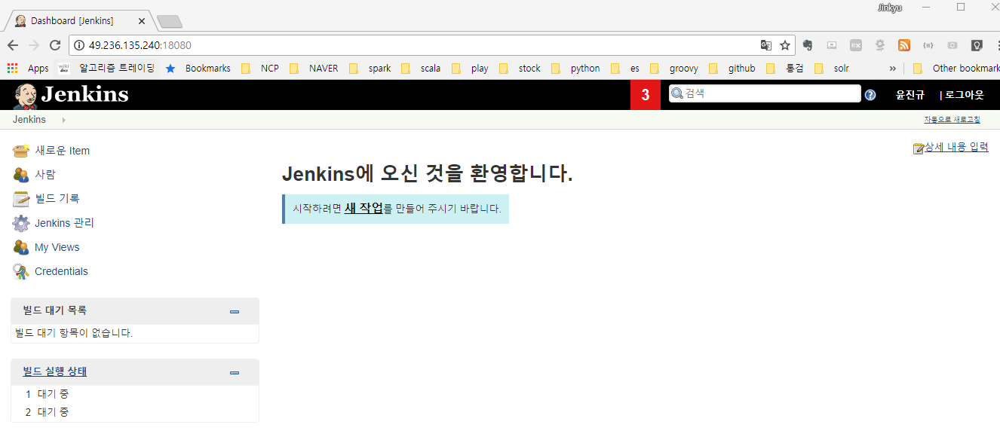 Jinkyu
Dashboard [Jenkins]
49.236.135.240:18080
Apps 알고리즘 트레이딩 Bookmarks NCP NAVER spark scala play stock python es groovy github 통검 solr » Other bookmark
Jenkins 3 검색 윤진규 | 로그아웃
Jenkins 자동으로 새로고침
상세 내용 입력
새로운 Item
사람
빌드 기록
Jenkins 관리
My Views
Credentials
Jenkins에 오신 것을 환영합니다.
시작하려면 새 작업를 만들어 주시기 바랍니다.
빌드 대기 목록
빌드 대기 항목이 없습니다.
빌드 실행 상태
1 대기 중
2 대기 중